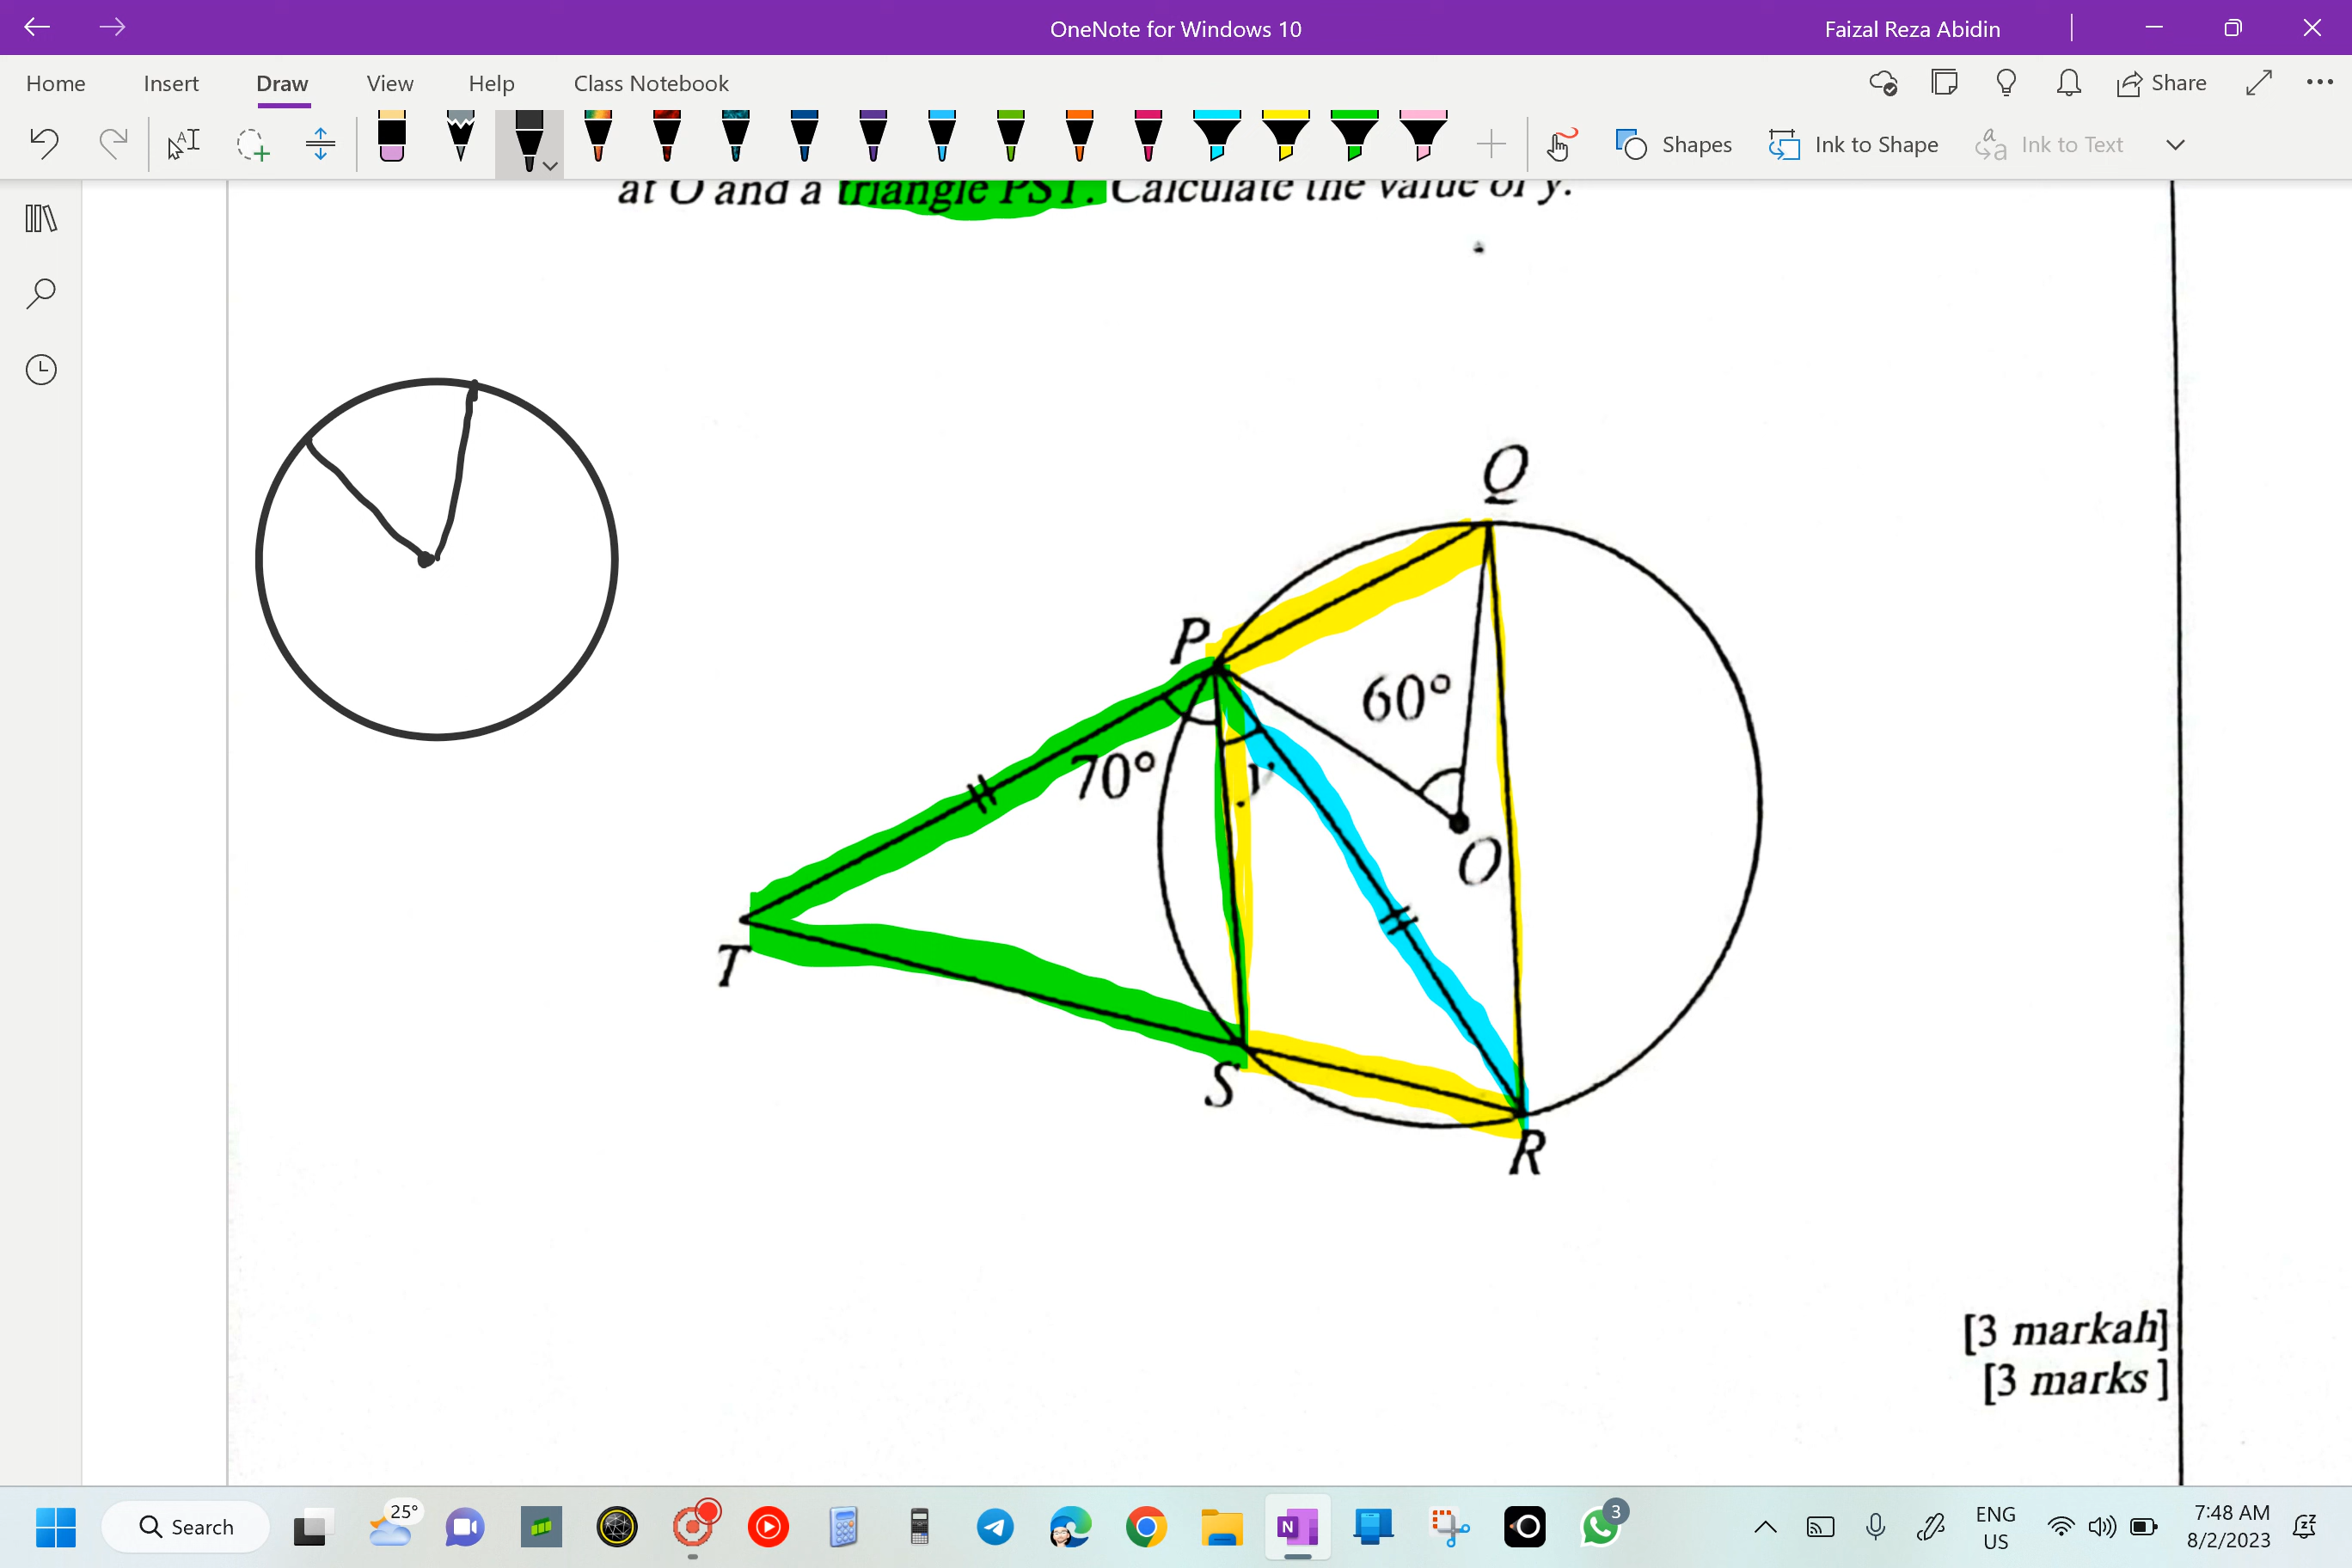 OneNote for Windows 10
Faizal Reza Abidin
Home Insert Draw View Help Class Notebook
Share
Shapes Ink to Shape Ink to Text
at O and a triangle PST. Calculate the value of y.
Q
P
60°
70°
y
O
T
S
R
[3 markah]
[3 marks]
25°
Search
3
ENG
US
7:48 AM
8/2/2023